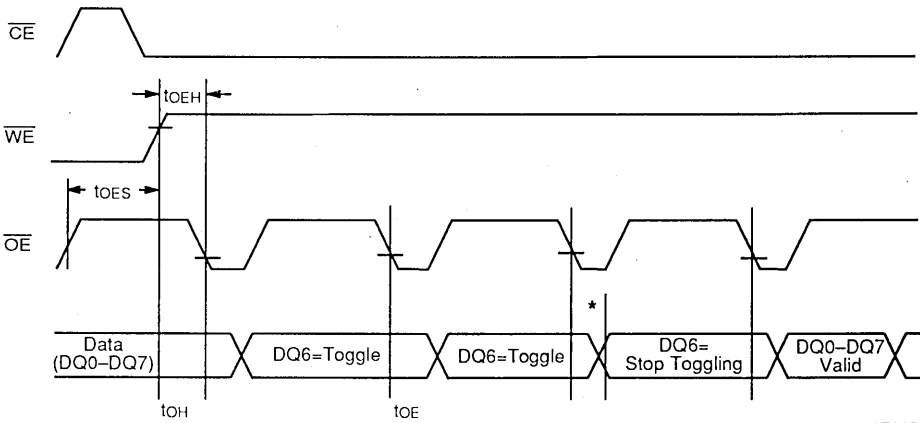 CE
tOEH
WE
tOES
OE
*
Data
(DQ0–DQ7)
DQ6=Toggle
DQ6=Toggle
DQ6=
Stop Toggling
DQ0–DQ7
Valid
tOH
tOE